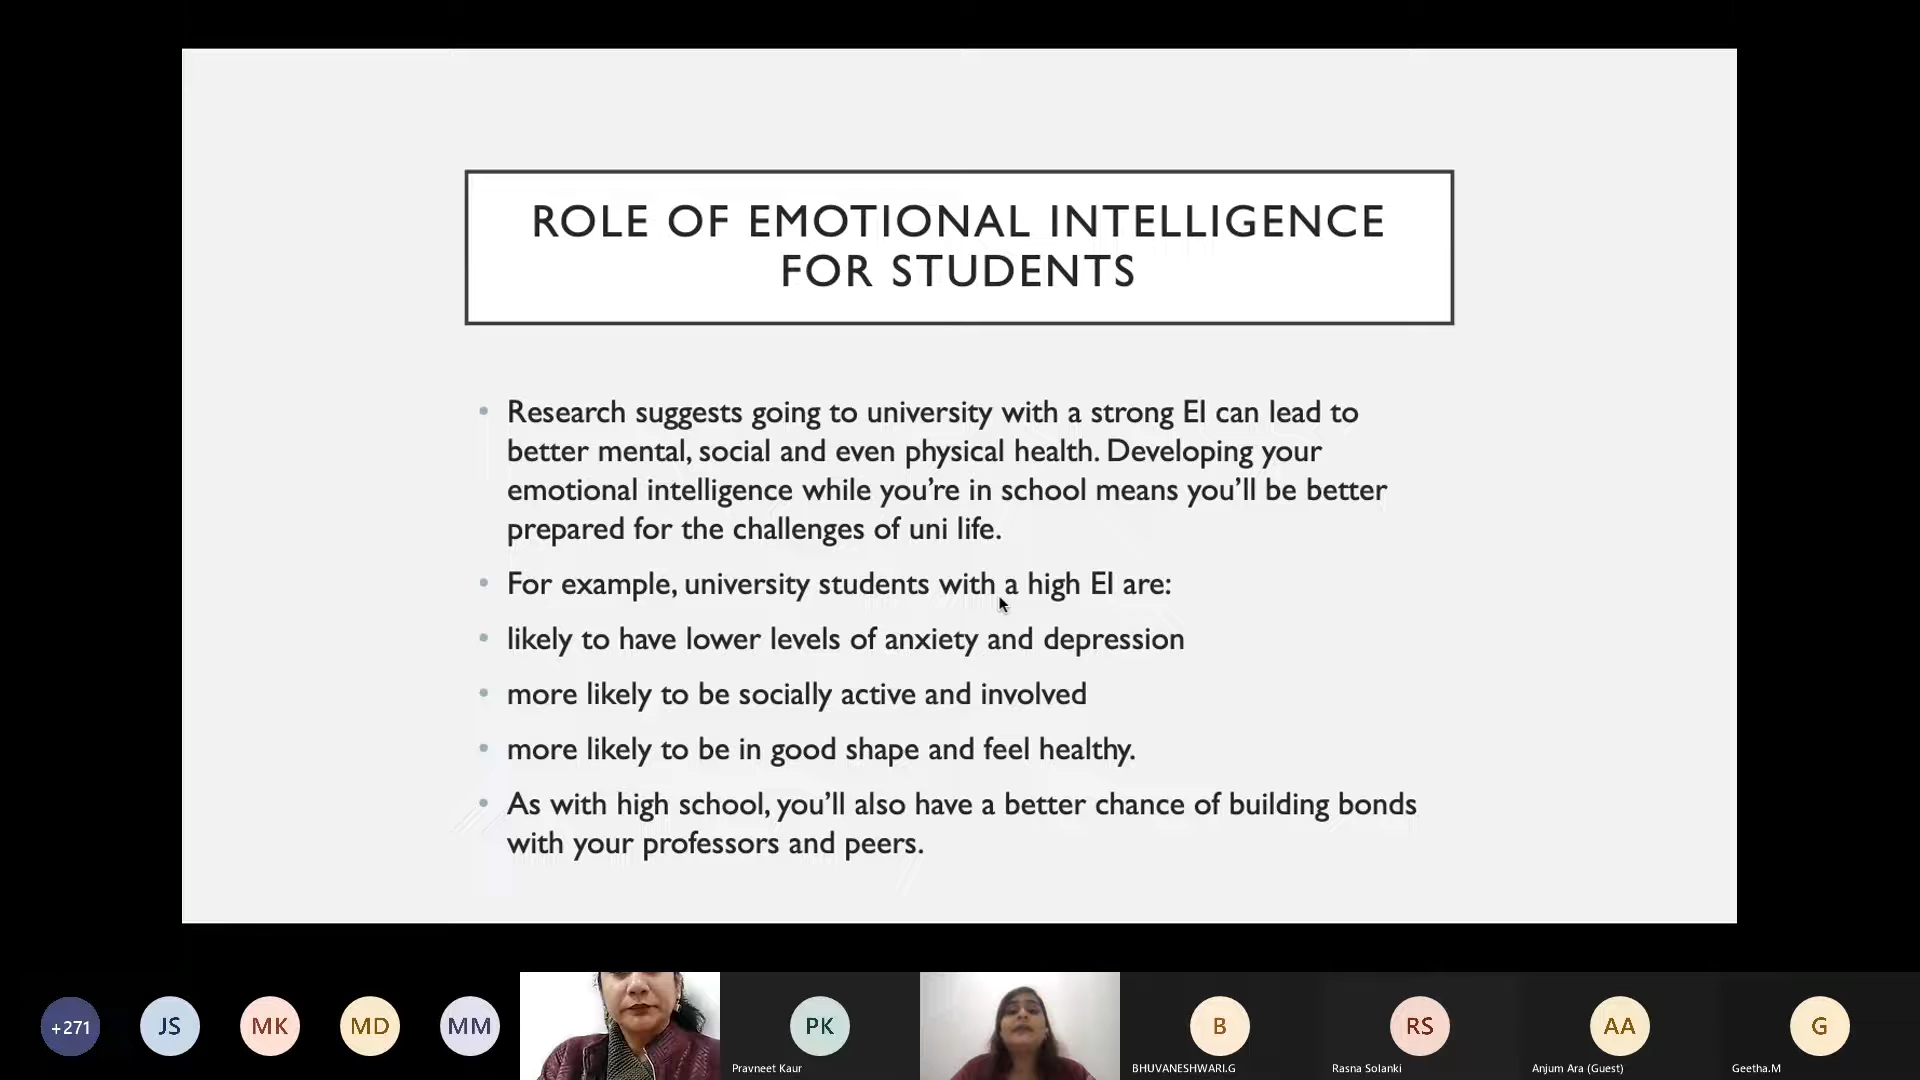 ROLE OF EMOTIONAL INTELLIGENCE
FOR STUDENTS
• Research suggests going to university with a strong EI can lead to
better mental, social and even physical health. Developing your
emotional intelligence while you’re in school means you’ll be better
prepared for the challenges of uni life.
• For example, university students with a high EI are:
• likely to have lower levels of anxiety and depression
• more likely to be socially active and involved
• more likely to be in good shape and feel healthy.
• As with high school, you’ll also have a better chance of building bonds
with your professors and peers.
+271 JS MK MD MM PK B RS AA G
Pravneet Kaur BHUVANESHWARI.G Rasna Solanki Anjum Ara (Guest) Geetha.M